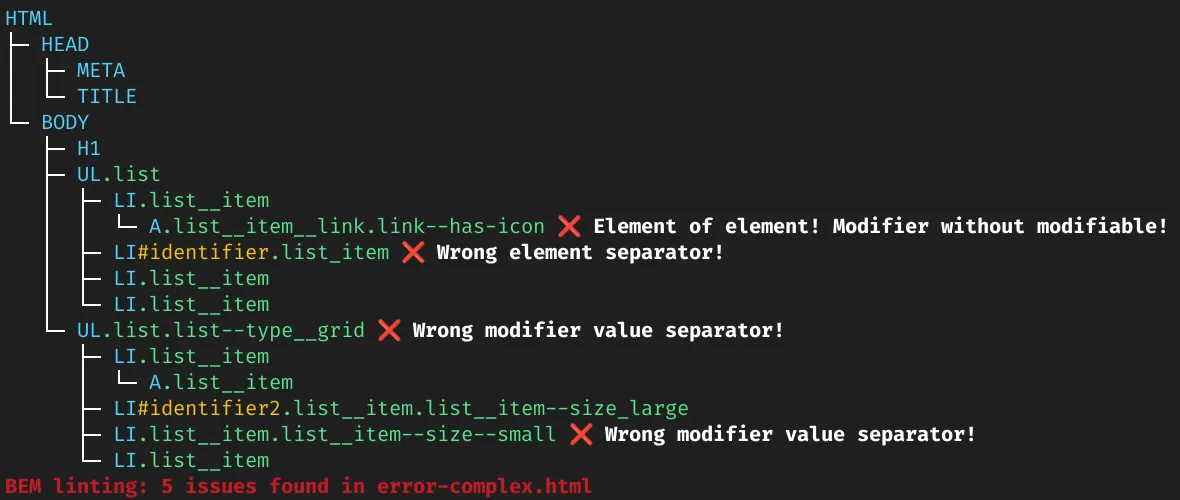 HTML
HEAD
META
TITLE
BODY
H1
UL.list
LI.list__item
A.list__item__link.link--has-icon ❌ Element of element! Modifier without modifiable!
LI#identifier.list_item ❌ Wrong element separator!
LI.list__item
LI.list__item
UL.list.list--type__grid ❌ Wrong modifier value separator!
LI.list__item
A.list__item
LI#identifier2.list__item.list__item--size_large
LI.list__item.list__item--size--small ❌ Wrong modifier value separator!
LI.list__item
BEM linting: 5 issues found in error-complex.html